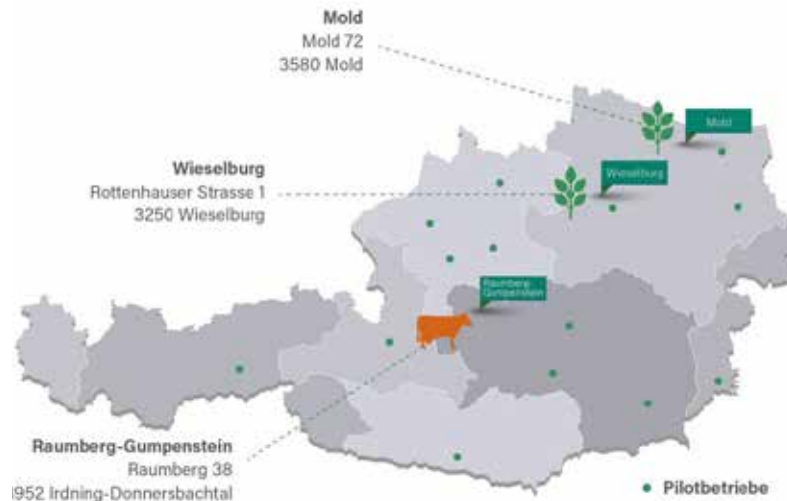 Mold
Mold 72
3580 Mold
Mold
Wieselburg
Rottenhauser Strasse 1
3250 Wieselburg
Wieselburg
Raumberg-
Gumpenstein
Raumberg-Gumpenstein
Raumberg 38
952 Irdning-Donnersbachtal
Pilotbetriebe